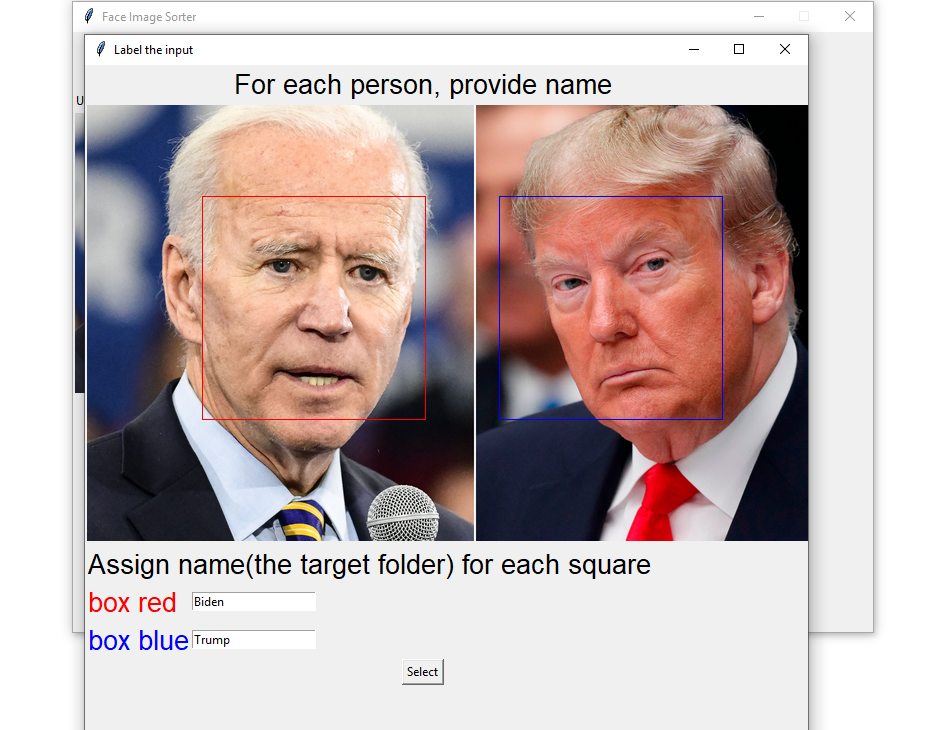 Face Image Sorter
Label the input
U
For each person, provide name
Assign name(the target folder) for each square
box red Biden
box blue Trump
Select